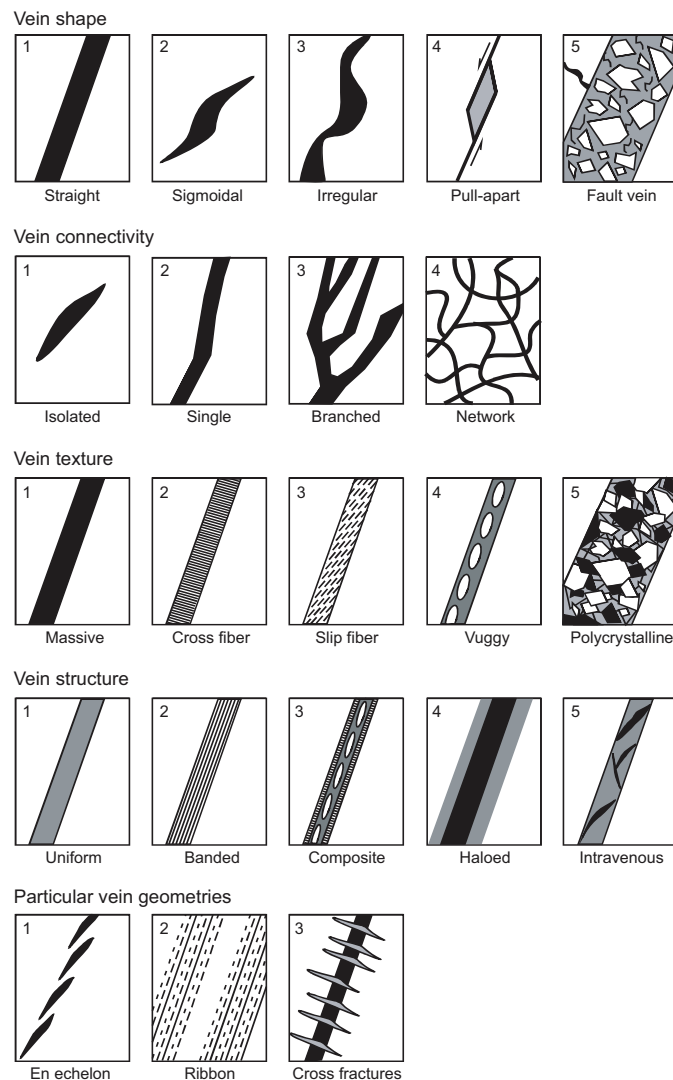 Vein shape
1 2 3 4 5
Straight Sigmoidal Irregular Pull-apart Fault vein
Vein connectivity
1 2 3 4
Isolated Single Branched Network
Vein texture
1 2 3 4 5
Massive Cross fiber Slip fiber Vuggy Polycrystalline
Vein structure
1 2 3 4 5
Uniform Banded Composite Haloed Intravenous
Particular vein geometries
1 2 3
En echelon Ribbon Cross fractures